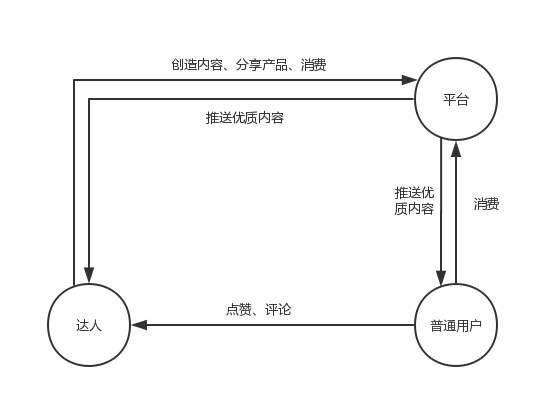 创造内容、分享产品、消费
平台
推送优质内容
推送优
质内容
消费
点赞、评论
达人
普通用户